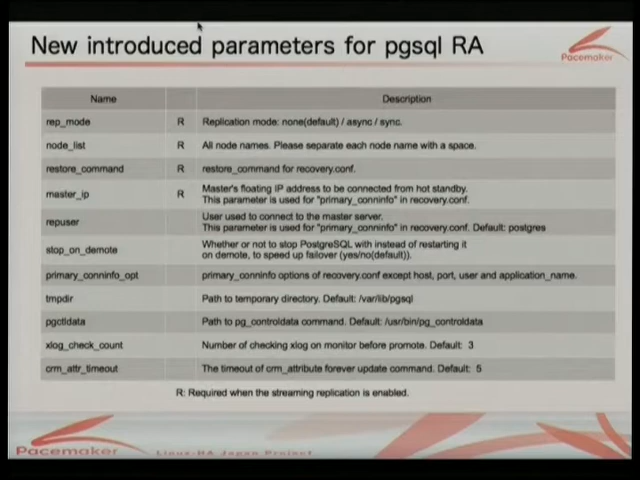 New introduced parameters for pgsql RA
Pacemaker
Name Description
rep_mode R Replication mode: none(default) / async / sync.
node_list R All node names. Please separate each node name with a space.
restore_command R restore_command for recovery.conf.
master_ip R Master's floating IP address to be connected from hot standby.
This parameter is used for "primary_conninfo" in recovery.conf.
repuser User used to connect to the master server.
This parameter is used for "primary_conninfo" in recovery.conf. Default: postgres
stop_on_demote Whether or not to stop PostgreSQL with instead of restarting it
on demote, to speed up failover (yes/no(default)).
primary_conninfo_opt primary_conninfo options of recovery.conf except host, port, user and application_name.
tmpdir Path to temporary directory. Default: /var/lib/pgsql
pgctldata Path to pg_controldata command. Default: /usr/bin/pg_controldata
xlog_check_count Number of checking xlog on monitor before promote. Default: 3
crm_attr_timeout The timeout of crm_attribute forever update command. Default: 5
R: Required when the streaming replication is enabled.
Pacemaker Linux-HA Japan Project